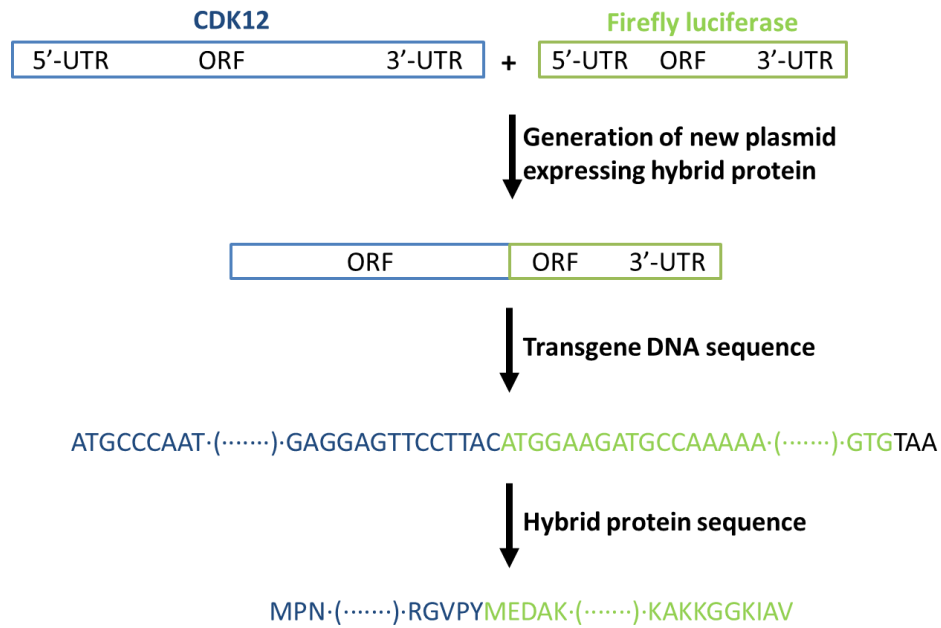 CDK12
Firefly luciferase
5’-UTR ORF 3’-UTR + 5’-UTR ORF 3’-UTR
Generation of new plasmid
expressing hybrid protein
ORF ORF 3’-UTR
Transgene DNA sequence
ATGCCCAAT·(·······)·GAGGAGTTCCTTACATGGAAGATGCCAAAAA·(·······)·GTGTAA
Hybrid protein sequence
MPN·(·······)·RGVPYMEDAK·(·······)·KAKKGGKIAV